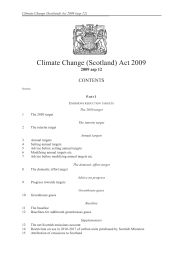 Climate Change (Scotland) Act 2009 (asp 12)
Climate Change (Scotland) Act 2009
2009 asp 12
CONTENTS
Section
PART 1
EMISSIONS REDUCTION TARGETS
The 2050 target
1 The 2050 target
The interim target
2 The interim target
Annual targets
3 Annual targets
4 Setting annual targets
5 Advice before setting annual targets
6 Modifying annual targets etc.
7 Advice before modifying annual targets etc.
The domestic effort target
8 The domestic effort target
Advice on progress
9 Progress towards targets
Greenhouse gases
10 Greenhouse gases
Baselines
11 The baseline
12 Baselines for additional greenhouse gases
Supplementary
13 The net Scottish emissions account
14 Restriction on use in 2010-2017 of carbon units purchased by Scottish Ministers
15 Attribution of emissions to Scotland